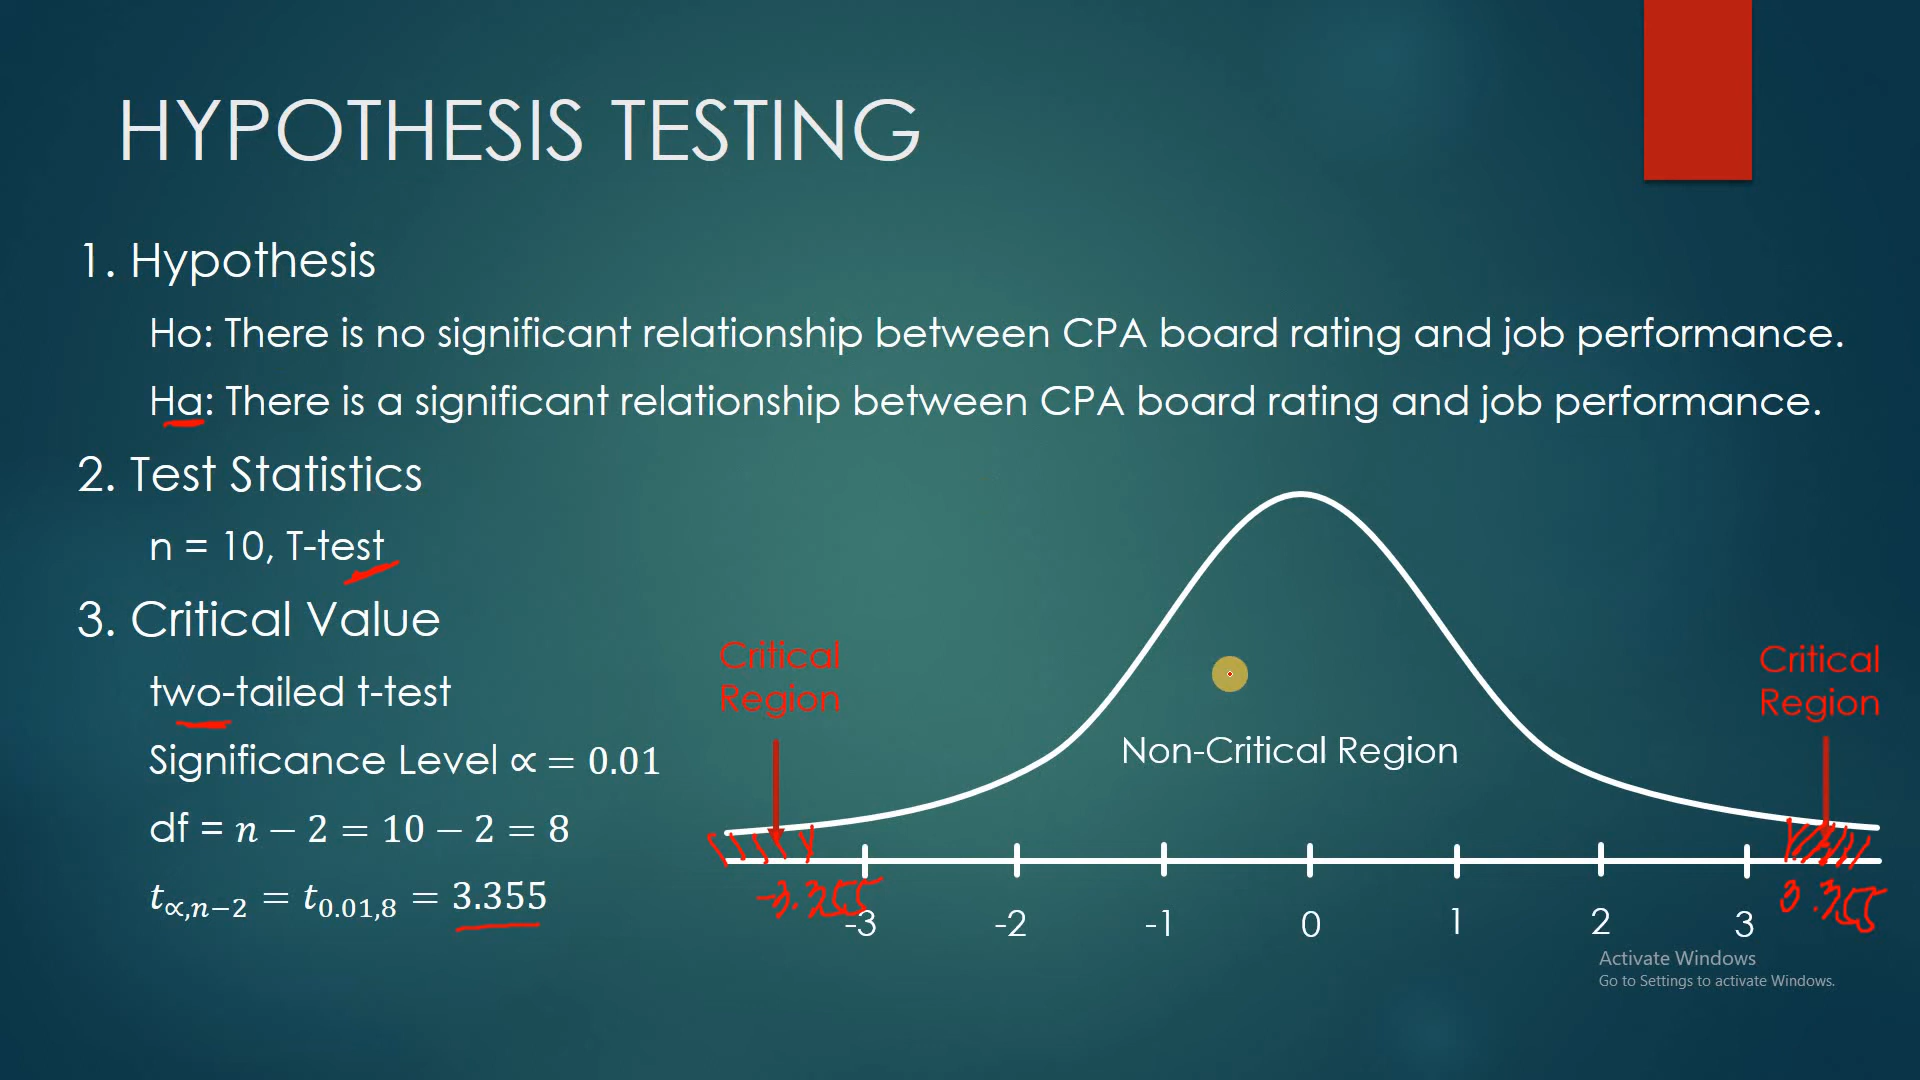 HYPOTHESIS TESTING
1. Hypothesis
Ho: There is no significant relationship between CPA board rating and job performance.
Ha: There is a significant relationship between CPA board rating and job performance.
2. Test Statistics
n = 10, T-test
3. Critical Value
two-tailed t-test
Significance Level ∝ = 0.01
df = n − 2 = 10 − 2 = 8
t∝,n−2 = t0.01,8 = 3.355
Critical
Region
Non-Critical Region
Critical
Region
-3.355
3.355
-3 -2 -1 0 1 2 3
Activate Windows
Go to Settings to activate Windows.